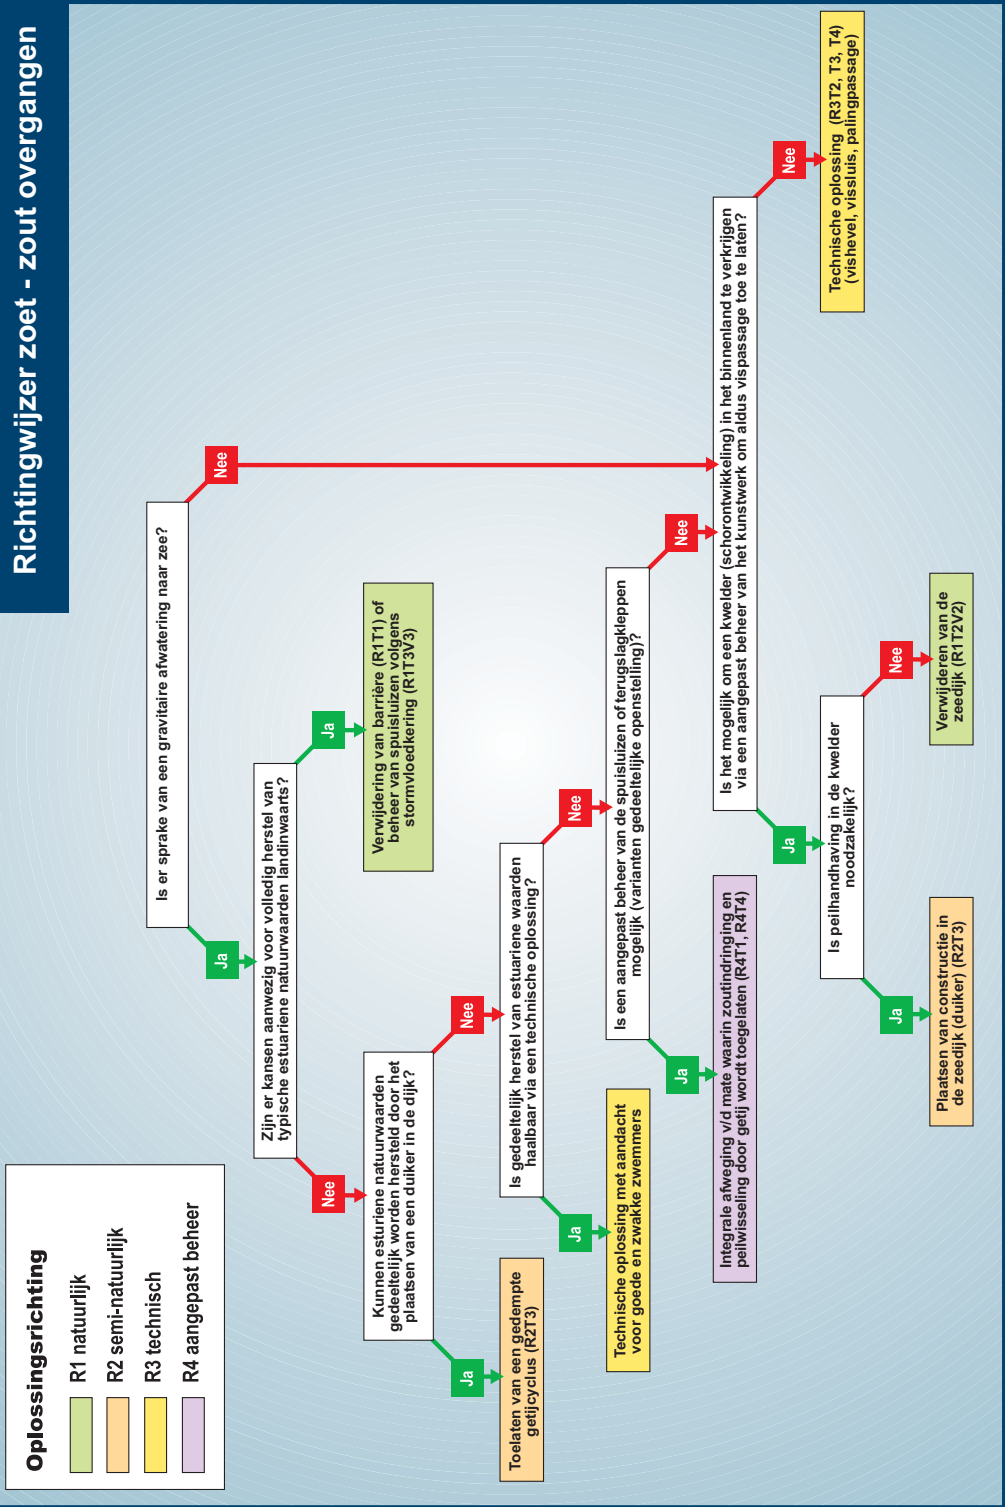 Richtingwijzer zoet - zout overgangen
Oplossingsrichting
R1 natuurlijk
R2 semi-natuurlijk
R3 technisch
R4 aangepast beheer
Is er sprake van een gravitaire afwatering naar zee?
Ja
Nee
Zijn er kansen aanwezig voor volledig herstel van
typische estuariene natuurwaarden landinwaarts?
Nee
Ja
Kunnen esturiene natuurwaarden
gedeeltelijk worden hersteld door het
plaatsen van een duiker in de dijk?
Verwijdering van barrière (R1T1) of
beheer van spuisluizen volgens
stormvloedkering (R1T3V3)
Ja
Nee
Toelaten van een gedempte
getijcyclus (R2T3)
Is gedeeltelijk herstel van estuariene waarden
haalbaar via een technische oplossing?
Ja
Nee
Technische oplossing met aandacht
voor goede en zwakke zwemmers
Is een aangepast beheer van de spuisluizen of terugslagkleppen
mogelijk (varianten gedeeltelijke openstelling)?
Ja
Nee
Integrale afweging v/d mate waarin zoutindringing en
peilwisseling door getij wordt toegelaten (R4T1, R4T4)
Is het mogelijk om een kwelder (schorontwikkeling) in het binnenland te verkrijgen
via een aangepast beheer van het kunstwerk om aldus vispassage toe te laten?
Ja
Nee
Is peilhandhaving in de kwelder
noodzakelijk?
Technische oplossing (R3T2, T3, T4)
(vishevel, vissluis, palingpassage)
Ja
Nee
Plaatsen van constructie in
de zeedijk (duiker) (R2T3)
Verwijderen van de
zeedijk (R1T2V2)